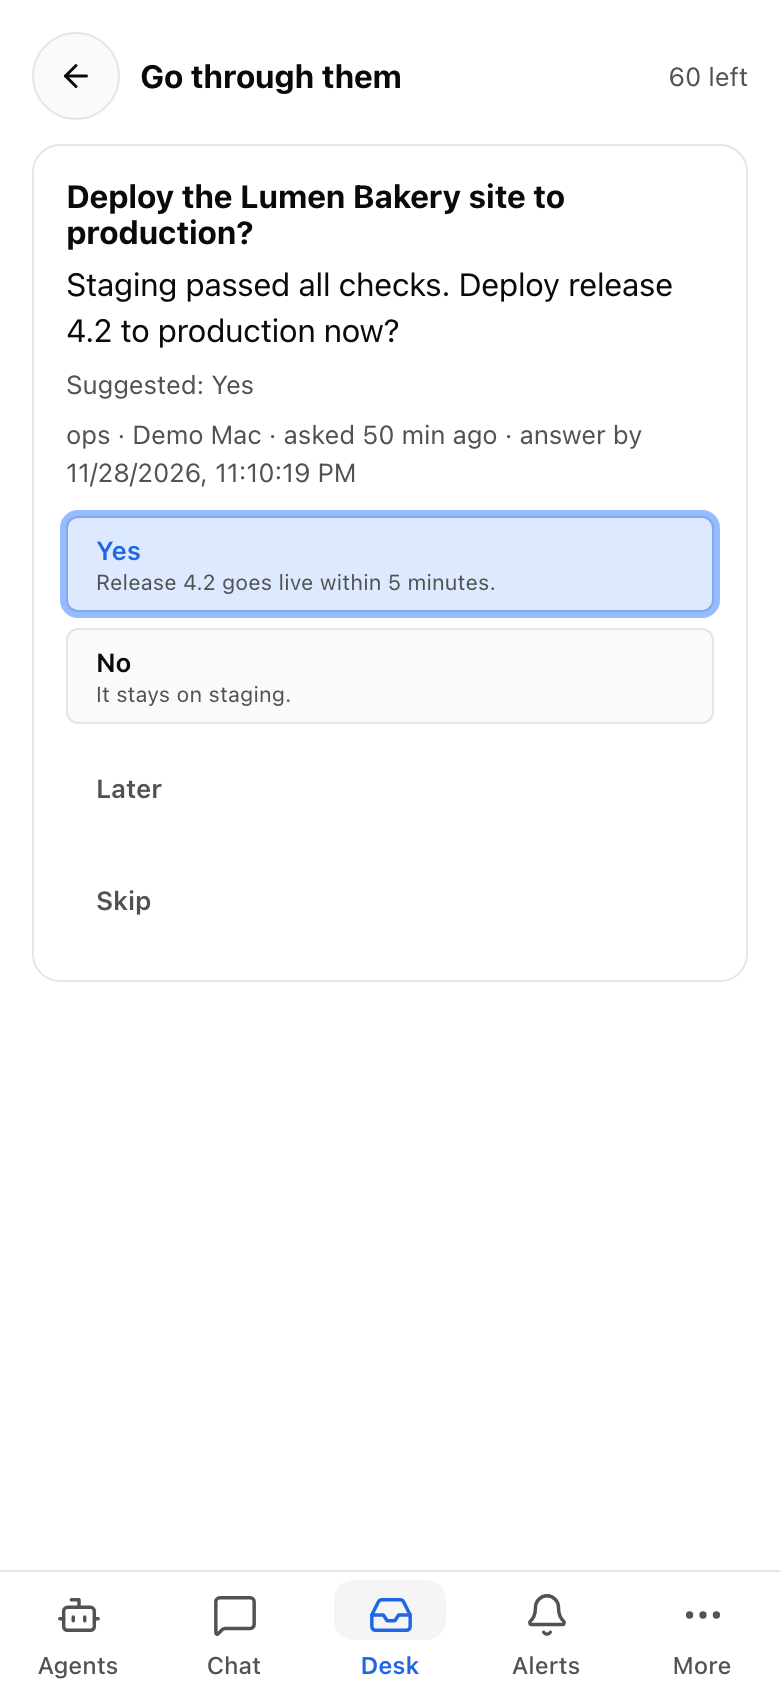 Go through them
60 left
Deploy the Lumen Bakery site to
production?
Staging passed all checks. Deploy release
4.2 to production now?
Suggested: Yes
ops · Demo Mac · asked 50 min ago · answer by
11/28/2026, 11:10:19 PM
Yes
Release 4.2 goes live within 5 minutes.
No
It stays on staging.
Later
Skip
Agents
Chat
Desk
Alerts
More